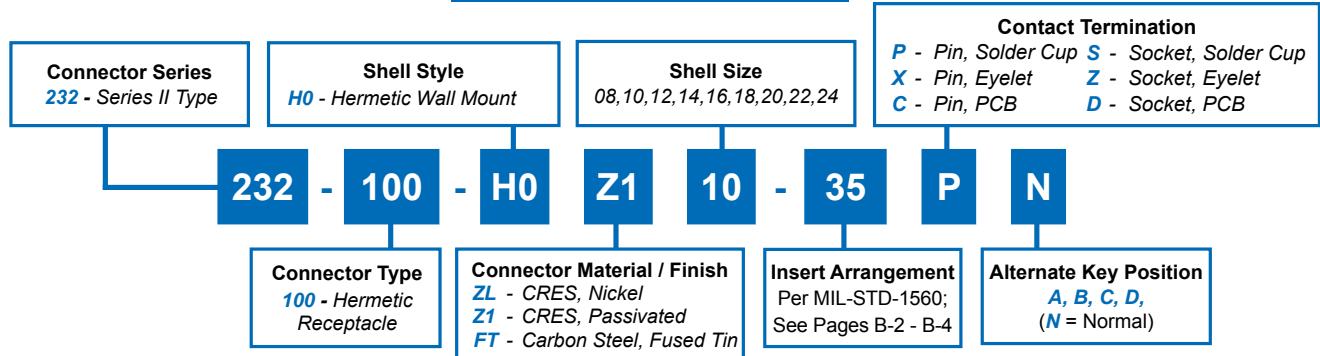 Connector Series
232 - Series II Type
Shell Style
H0 - Hermetic Wall Mount
Shell Size
08,10,12,14,16,18,20,22,24
Contact Termination
P - Pin, Solder Cup S - Socket, Solder Cup
X - Pin, Eyelet Z - Socket, Eyelet
C - Pin, PCB D - Socket, PCB
232 - 100 - H0 Z1 10 - 35 P N
Connector Type
100 - Hermetic
Receptacle
Connector Material / Finish
ZL - CRES, Nickel
Z1 - CRES, Passivated
FT - Carbon Steel, Fused Tin
Insert Arrangement
Per MIL-STD-1560;
See Pages B-2 - B-4
Alternate Key Position
A, B, C, D,
(N = Normal)